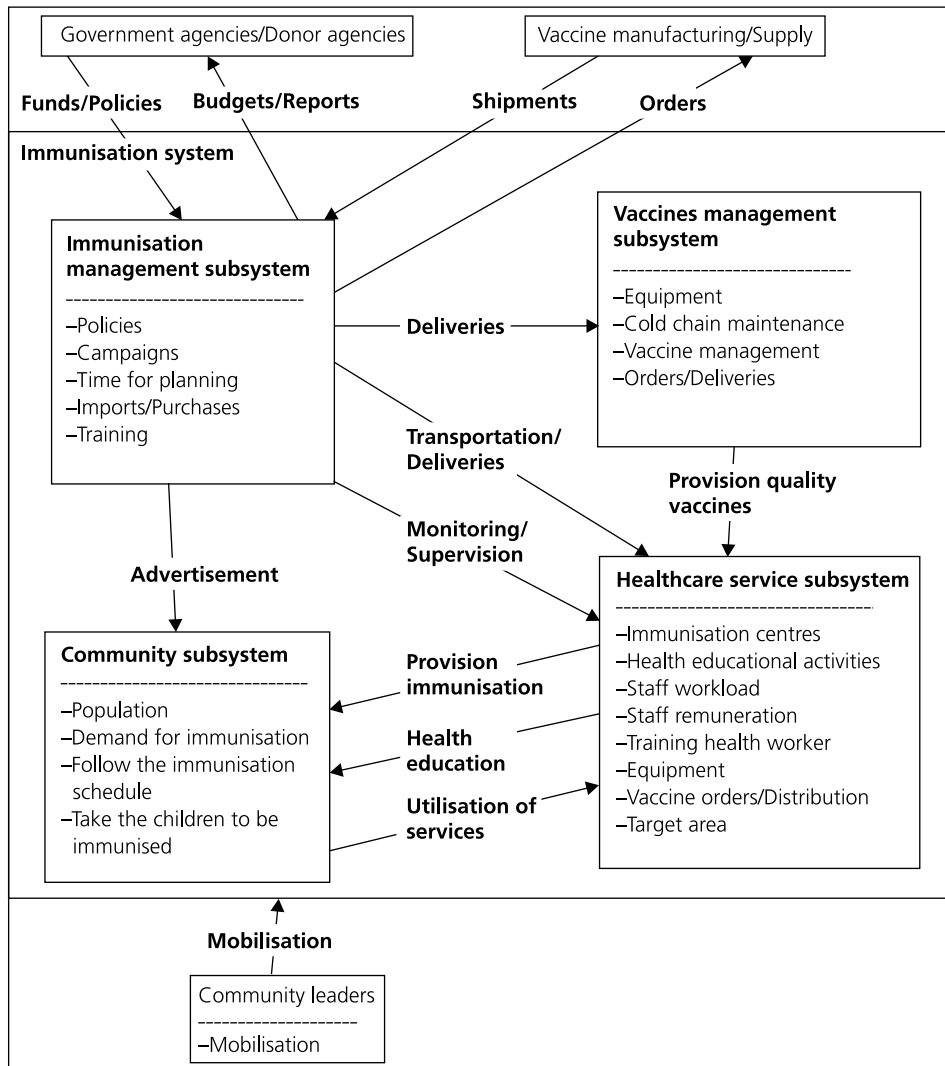 Government agencies/Donor agencies
Vaccine manufacturing/Supply
Funds/Policies
Budgets/Reports
Shipments
Orders
Immunisation system
Immunisation
management subsystem
–Policies
–Campaigns
–Time for planning
–Imports/Purchases
–Training
Vaccines management
subsystem
–Equipment
–Cold chain maintenance
–Vaccine management
–Orders/Deliveries
Deliveries
Transportation/
Deliveries
Provision quality
vaccines
Monitoring/
Supervision
Advertisement
Healthcare service subsystem
–Immunisation centres
–Health educational activities
–Staff workload
–Staff remuneration
–Training health worker
–Equipment
–Vaccine orders/Distribution
–Target area
Community subsystem
–Population
–Demand for immunisation
–Follow the immunisation
schedule
–Take the children to be
immunised
Provision
immunisation
Health
education
Utilisation of
services
Mobilisation
Community leaders
–Mobilisation